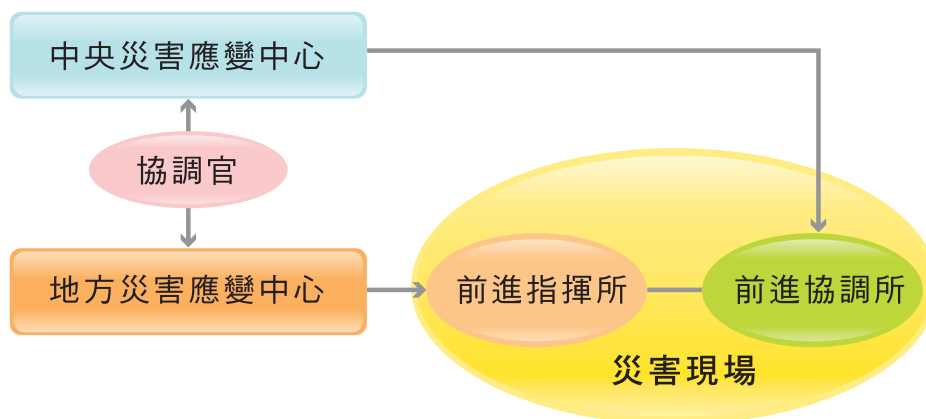 中央災害應變中心
協調官
地方災害應變中心
前進指揮所
前進協調所
災害現場